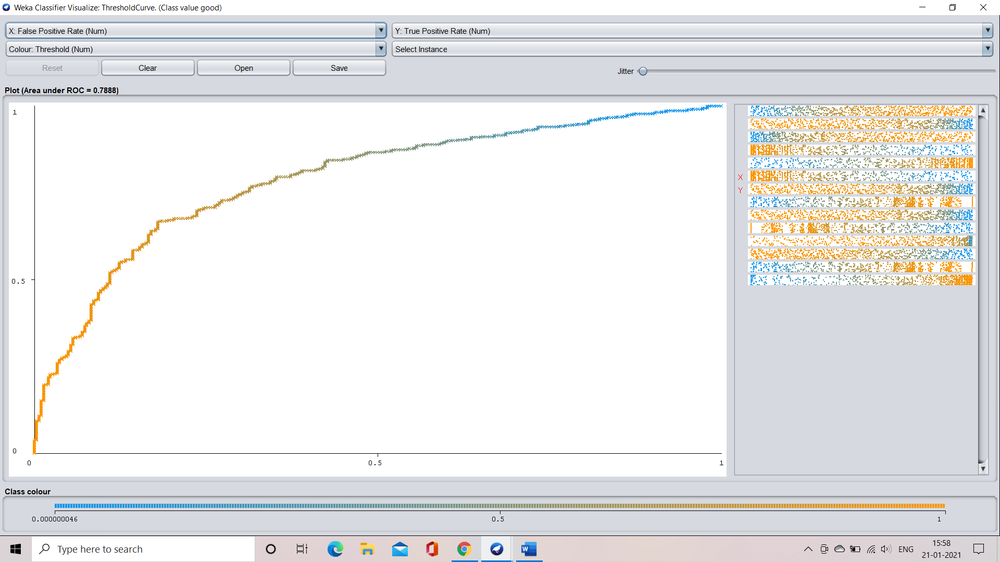 Weka Classifier Visualize: ThresholdCurve. (Class value good)
X: False Positive Rate (Num)
Y: True Positive Rate (Num)
Colour: Threshold (Num)
Select Instance
Reset
Clear
Open
Save
Jitter
Plot (Area under ROC = 0.7888)
1
0.5
0
0
0.5
1
X
Y
Class colour
0.000000046
0.5
1
Type here to search
ENG
15:58
21-01-2021